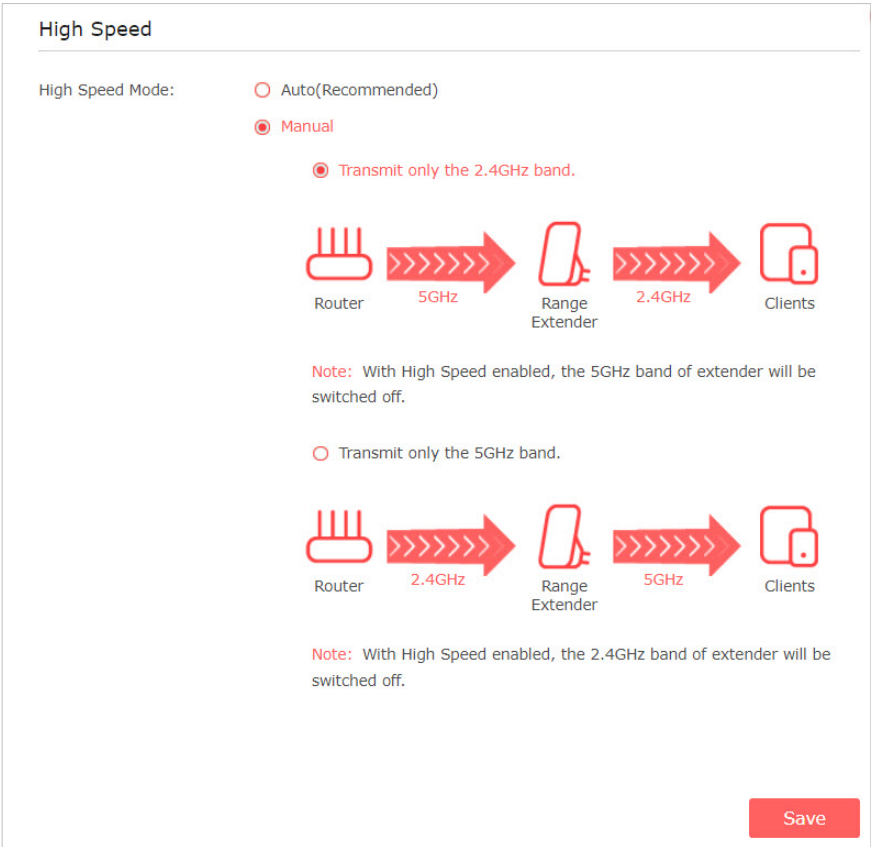 High Speed
High Speed Mode:
Auto(Recommended)
Manual
Transmit only the 2.4GHz band.
Router
5GHz
Range
Extender
2.4GHz
Clients
Note: With High Speed enabled, the 5GHz band of extender will be
switched off.
Transmit only the 5GHz band.
Router
2.4GHz
Range
Extender
5GHz
Clients
Note: With High Speed enabled, the 2.4GHz band of extender will be
switched off.
Save